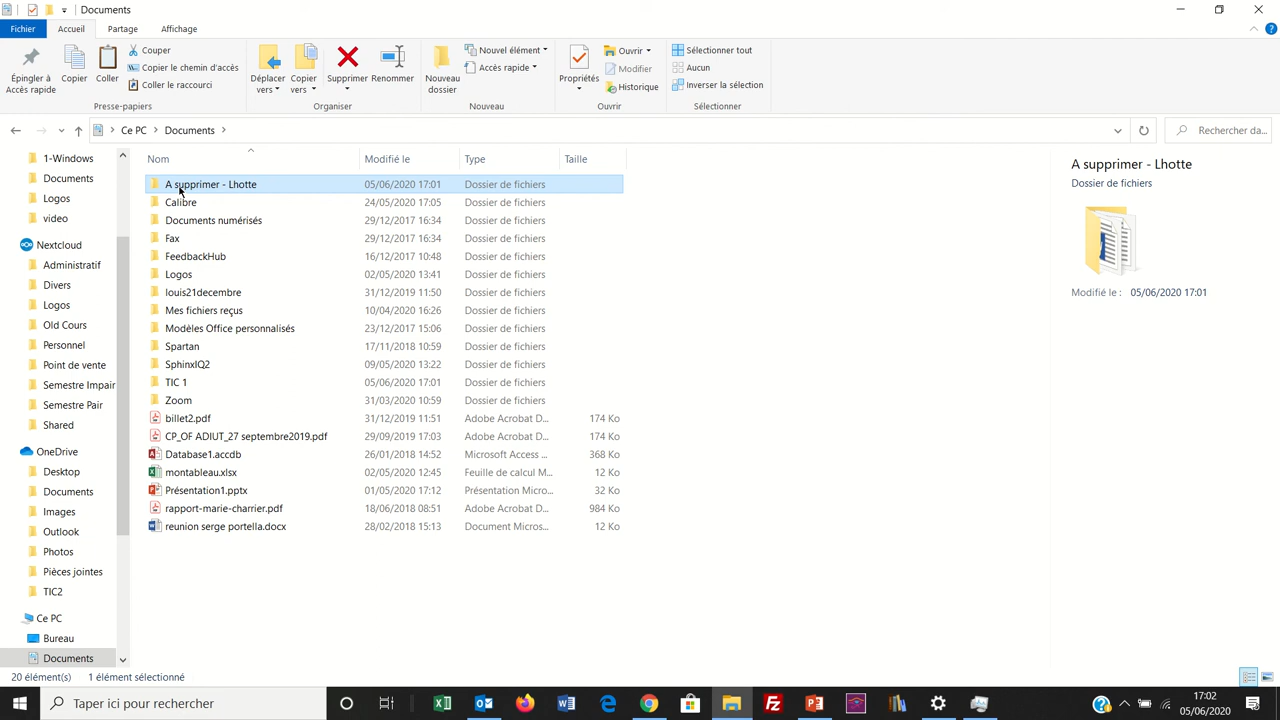 Documents
Fichier Accueil Partage Affichage
Épingler à Accès rapide
Copier
Coller
Couper
Copier le chemin d'accès
Coller le raccourci
Presse-papiers
Déplacer vers
Copier vers
Supprimer
Renommer
Organiser
Nouveau dossier
Nouvel élément
Accès rapide
Nouveau
Propriétés
Ouvrir
Modifier
Historique
Ouvrir
Sélectionner tout
Aucun
Inverser la sélection
Sélectionner
Ce PC Documents
Rechercher da...
1-Windows
Documents
Logos
video
Nextcloud
Administratif
Divers
Logos
Old Cours
Personnel
Point de vente
Semestre Impair
Semestre Pair
Shared
OneDrive
Desktop
Documents
Images
Outlook
Photos
Pièces jointes
TIC2
Ce PC
Bureau
Documents
Nom Modifié le Type Taille
A supprimer - Lhotte 05/06/2020 17:01 Dossier de fichiers
Calibre 24/05/2020 17:05 Dossier de fichiers
Documents numérisés 29/12/2017 16:34 Dossier de fichiers
Fax 29/12/2017 16:34 Dossier de fichiers
FeedbackHub 16/12/2017 10:48 Dossier de fichiers
Logos 02/05/2020 13:41 Dossier de fichiers
louis21decembre 31/12/2019 11:50 Dossier de fichiers
Mes fichiers reçus 10/04/2020 16:26 Dossier de fichiers
Modèles Office personnalisés 23/12/2017 15:06 Dossier de fichiers
Spartan 17/11/2018 10:59 Dossier de fichiers
SphinxIQ2 09/05/2020 13:22 Dossier de fichiers
TIC 1 05/06/2020 17:01 Dossier de fichiers
Zoom 31/03/2020 10:59 Dossier de fichiers
billet2.pdf 31/12/2019 11:51 Adobe Acrobat D... 174 Ko
CP_OF ADIUT_27 septembre2019.pdf 29/09/2019 17:03 Adobe Acrobat D... 174 Ko
Database1.accdb 26/01/2018 14:52 Microsoft Access ... 368 Ko
montableau.xlsx 02/05/2020 12:45 Feuille de calcul M... 12 Ko
Présentation1.pptx 01/05/2020 17:12 Présentation Micro... 32 Ko
rapport-marie-charrier.pdf 18/06/2018 08:51 Adobe Acrobat D... 984 Ko
reunion serge portella.docx 28/02/2018 15:13 Document Micros... 12 Ko
A supprimer - Lhotte
Dossier de fichiers
Modifié le : 05/06/2020 17:01
20 élément(s) 1 élément sélectionné
Taper ici pour rechercher
17:02
05/06/2020